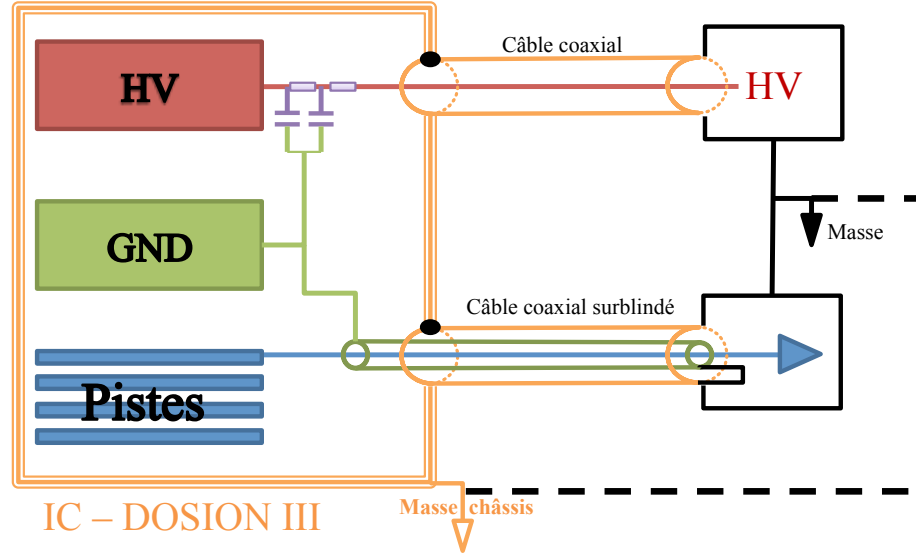 Câble coaxial
HV
HV
GND
Masse
Câble coaxial surblindé
Pistes
Masse châssis
IC – DOSION III